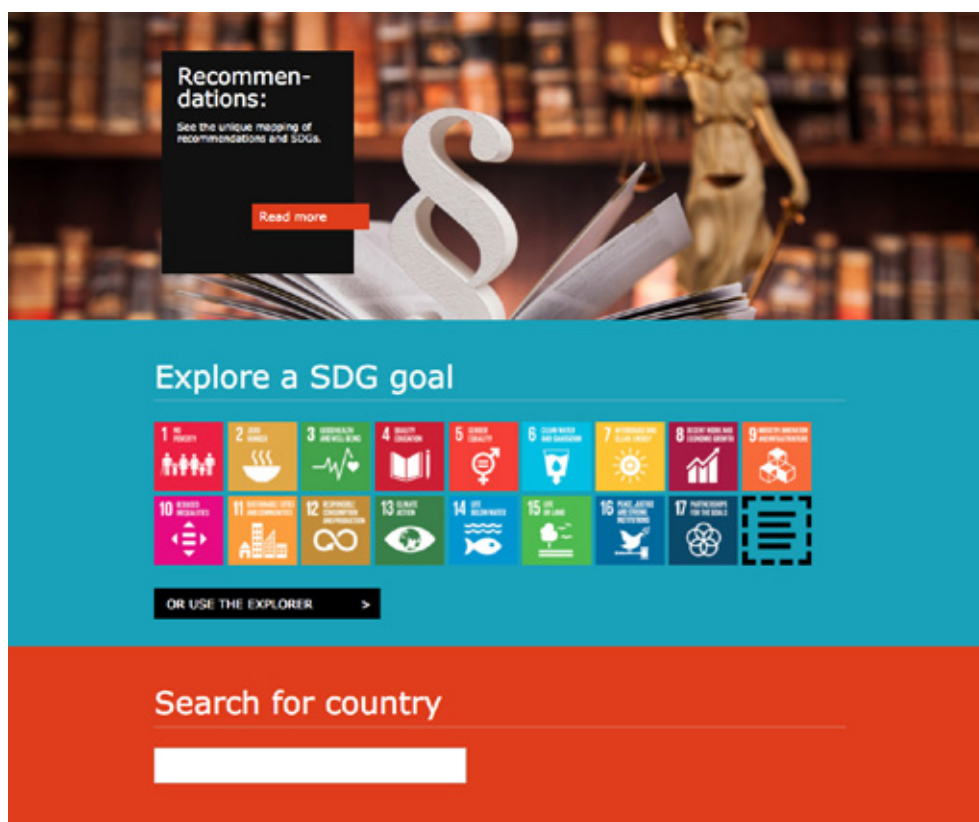 Recommen-
dations:
See the unique mapping of
recommendations and SDGs.
Read more
§
Explore a SDG goal
1 NO
POVERTY
2 ZERO
HUNGER
3 GOOD HEALTH
AND WELL-BEING
4 QUALITY
EDUCATION
5 GENDER
EQUALITY
6 CLEAN WATER
AND SANITATION
7 AFFORDABLE AND
CLEAN ENERGY
8 DECENT WORK AND
ECONOMIC GROWTH
9 INDUSTRY, INNOVATION
AND INFRASTRUCTURE
10 REDUCED
INEQUALITIES
11 SUSTAINABLE CITIES
AND COMMUNITIES
12 RESPONSIBLE
CONSUMPTION
AND PRODUCTION
13 CLIMATE
ACTION
14 LIFE
BELOW WATER
15 LIFE
ON LAND
16 PEACE, JUSTICE
AND STRONG
INSTITUTIONS
17 PARTNERSHIPS
FOR THE GOALS
OR USE THE EXPLORER >
Search for country